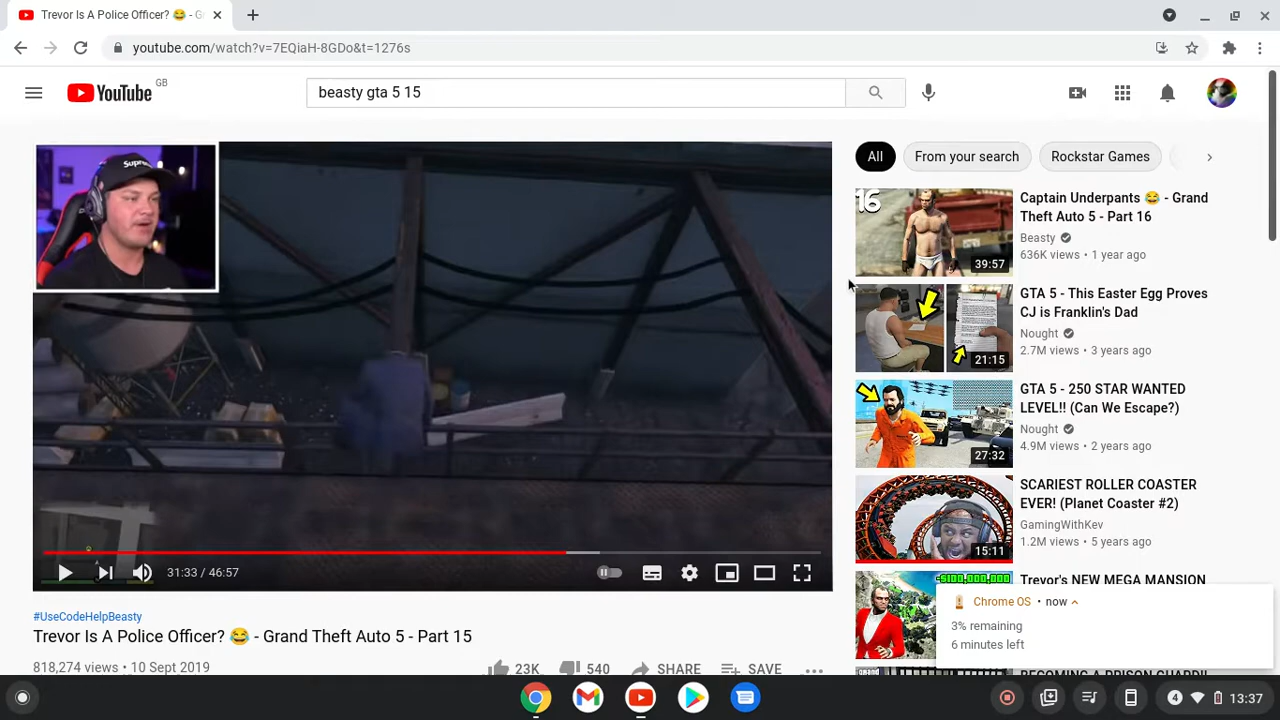 Trevor Is A Police Officer? 😂 - G
youtube.com/watch?v=7EQiaH-8GDo&t=1276s
YouTube GB
beasty gta 5 15
Supre
31:33 / 46:57
#UseCodeHelpBeasty
Trevor Is A Police Officer? 😂 - Grand Theft Auto 5 - Part 15
818,274 views • 10 Sept 2019
23K
540
SHARE
SAVE
All
From your search
Rockstar Games
16
39:57
Captain Underpants 😂 - Grand
Theft Auto 5 - Part 16
Beasty
636K views • 1 year ago
21:15
GTA 5 - This Easter Egg Proves
CJ is Franklin's Dad
Nought
2.7M views • 3 years ago
27:32
GTA 5 - 250 STAR WANTED
LEVEL!! (Can We Escape?)
Nought
4.9M views • 2 years ago
15:11
SCARIEST ROLLER COASTER
EVER! (Planet Coaster #2)
GamingWithKev
1.2M views • 5 years ago
Trevor's NEW MEGA MANSION
Chrome OS • now
3% remaining
6 minutes left
BECOMING A PRISON GUARD!!
4
13:37